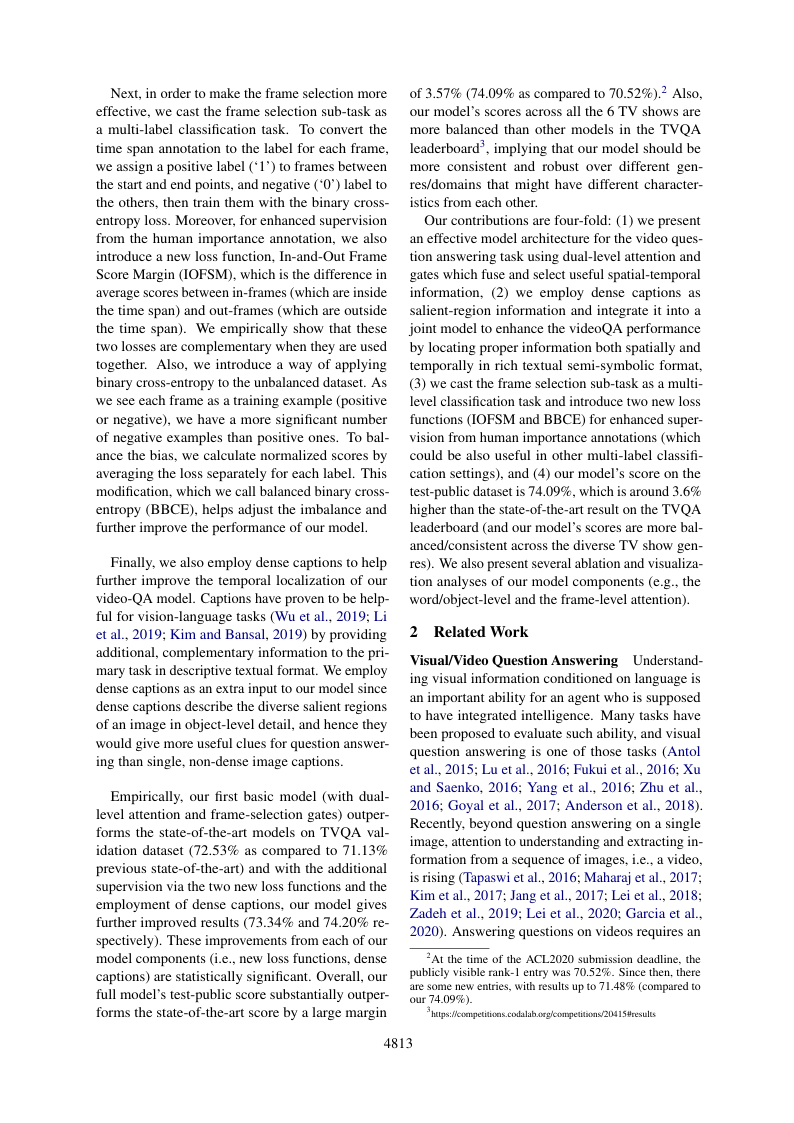 Next, in order to make the frame selection more
effective, we cast the frame selection sub-task as
a multi-label classification task. To convert the
time span annotation to the label for each frame,
we assign a positive label (‘1’) to frames between
the start and end points, and negative (‘0’) label to
the others, then train them with the binary cross-
entropy loss. Moreover, for enhanced supervision
from the human importance annotation, we also
introduce a new loss function, In-and-Out Frame
Score Margin (IOFSM), which is the difference in
average scores between in-frames (which are inside
the time span) and out-frames (which are outside
the time span). We empirically show that these
two losses are complementary when they are used
together. Also, we introduce a way of applying
binary cross-entropy to the unbalanced dataset. As
we see each frame as a training example (positive
or negative), we have a more significant number
of negative examples than positive ones. To bal-
ance the bias, we calculate normalized scores by
averaging the loss separately for each label. This
modification, which we call balanced binary cross-
entropy (BBCE), helps adjust the imbalance and
further improve the performance of our model.
Finally, we also employ dense captions to help
further improve the temporal localization of our
video-QA model. Captions have proven to be help-
ful for vision-language tasks (Wu et al., 2019; Li
et al., 2019; Kim and Bansal, 2019) by providing
additional, complementary information to the pri-
mary task in descriptive textual format. We employ
dense captions as an extra input to our model since
dense captions describe the diverse salient regions
of an image in object-level detail, and hence they
would give more useful clues for question answer-
ing than single, non-dense image captions.
Empirically, our first basic model (with dual-
level attention and frame-selection gates) outper-
forms the state-of-the-art models on TVQA val-
idation dataset (72.53% as compared to 71.13%
previous state-of-the-art) and with the additional
supervision via the two new loss functions and the
employment of dense captions, our model gives
further improved results (73.34% and 74.20% re-
spectively). These improvements from each of our
model components (i.e., new loss functions, dense
captions) are statistically significant. Overall, our
full model’s test-public score substantially outper-
forms the state-of-the-art score by a large margin
of 3.57% (74.09% as compared to 70.52%).2 Also,
our model’s scores across all the 6 TV shows are
more balanced than other models in the TVQA
leaderboard3, implying that our model should be
more consistent and robust over different gen-
res/domains that might have different character-
istics from each other.
Our contributions are four-fold: (1) we present
an effective model architecture for the video ques-
tion answering task using dual-level attention and
gates which fuse and select useful spatial-temporal
information, (2) we employ dense captions as
salient-region information and integrate it into a
joint model to enhance the videoQA performance
by locating proper information both spatially and
temporally in rich textual semi-symbolic format,
(3) we cast the frame selection sub-task as a multi-
level classification task and introduce two new loss
functions (IOFSM and BBCE) for enhanced super-
vision from human importance annotations (which
could be also useful in other multi-label classifi-
cation settings), and (4) our model’s score on the
test-public dataset is 74.09%, which is around 3.6%
higher than the state-of-the-art result on the TVQA
leaderboard (and our model’s scores are more bal-
anced/consistent across the diverse TV show gen-
res). We also present several ablation and visualiza-
tion analyses of our model components (e.g., the
word/object-level and the frame-level attention).
2 Related Work
Visual/Video Question Answering Understand-
ing visual information conditioned on language is
an important ability for an agent who is supposed
to have integrated intelligence. Many tasks have
been proposed to evaluate such ability, and visual
question answering is one of those tasks (Antol
et al., 2015; Lu et al., 2016; Fukui et al., 2016; Xu
and Saenko, 2016; Yang et al., 2016; Zhu et al.,
2016; Goyal et al., 2017; Anderson et al., 2018).
Recently, beyond question answering on a single
image, attention to understanding and extracting in-
formation from a sequence of images, i.e., a video,
is rising (Tapaswi et al., 2016; Maharaj et al., 2017;
Kim et al., 2017; Jang et al., 2017; Lei et al., 2018;
Zadeh et al., 2019; Lei et al., 2020; Garcia et al.,
2020). Answering questions on videos requires an
2At the time of the ACL2020 submission deadline, the
publicly visible rank-1 entry was 70.52%. Since then, there
are some new entries, with results up to 71.48% (compared to
our 74.09%).
3https://competitions.codalab.org/competitions/20415#results
4813